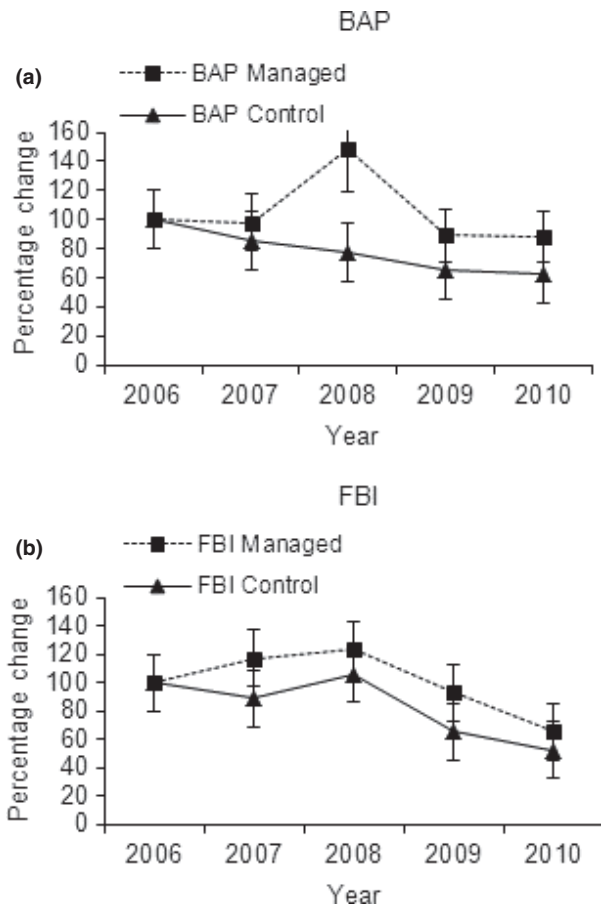 BAP
(a)
BAP Managed
BAP Control
160
140
120
100
80
60
40
20
0
Percentage change
2006 2007 2008 2009 2010
Year
FBI
(b)
FBI Managed
FBI Control
160
140
120
100
80
60
40
20
0
Percentage change
2006 2007 2008 2009 2010
Year